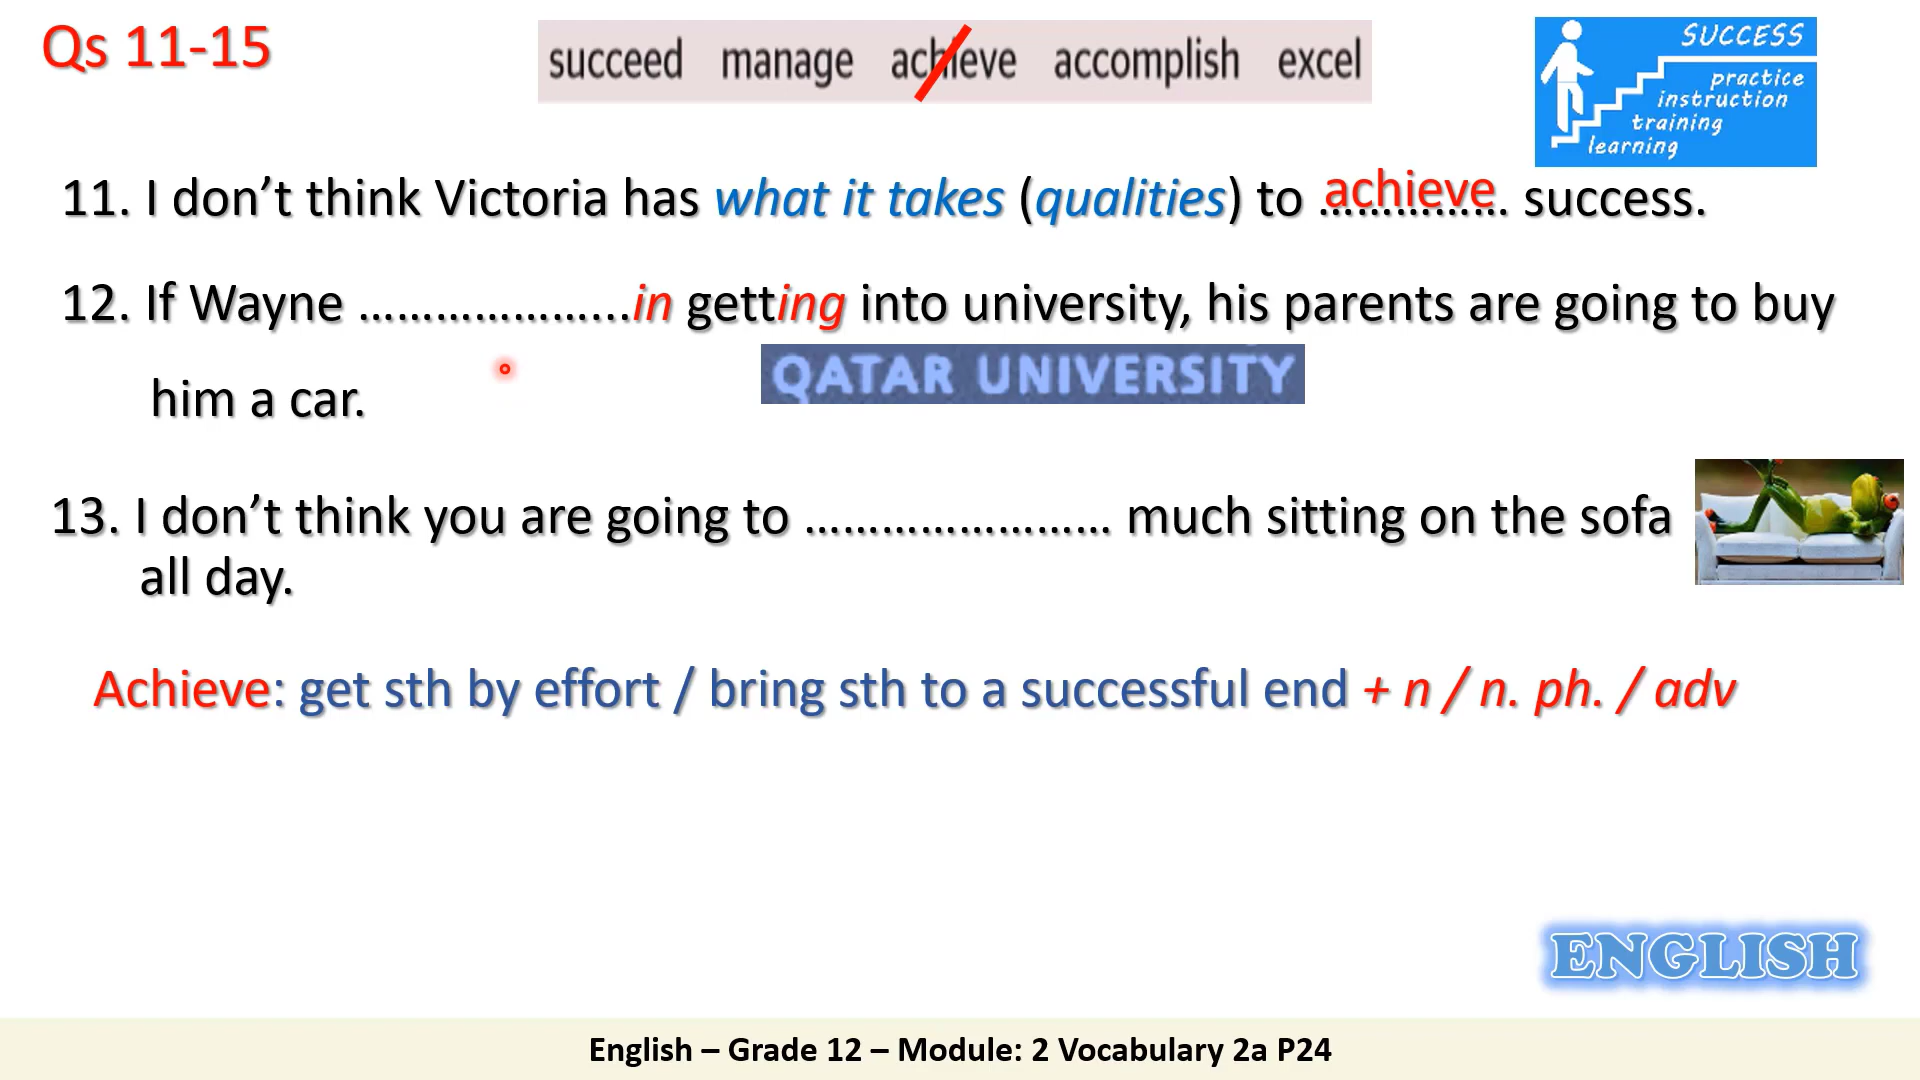 Qs 11-15
succeed manage achieve accomplish excel
SUCCESS
practice
instruction
training
learning
11. I don’t think Victoria has what it takes (qualities) to achieve............... success.
12. If Wayne ......................in getting into university, his parents are going to buy
him a car.
QATAR UNIVERSITY
13. I don’t think you are going to ........................ much sitting on the sofa
all day.
Achieve: get sth by effort / bring sth to a successful end + n / n. ph. / adv
ENGLISH
English – Grade 12 – Module: 2 Vocabulary 2a P24